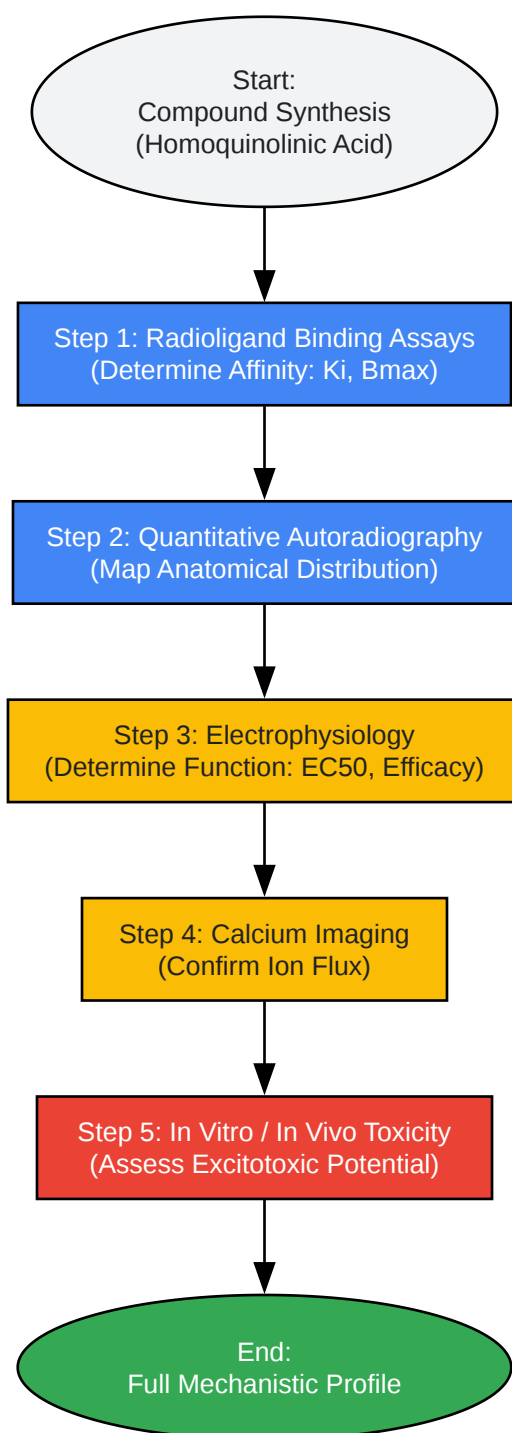 Start:
Compound Synthesis
(Homoquinolinic Acid)
Step 1: Radioligand Binding Assays
(Determine Affinity: Ki, Bmax)
Step 2: Quantitative Autoradiography
(Map Anatomical Distribution)
Step 3: Electrophysiology
(Determine Function: EC50, Efficacy)
Step 4: Calcium Imaging
(Confirm Ion Flux)
Step 5: In Vitro / In Vivo Toxicity
(Assess Excitotoxic Potential)
End:
Full Mechanistic Profile